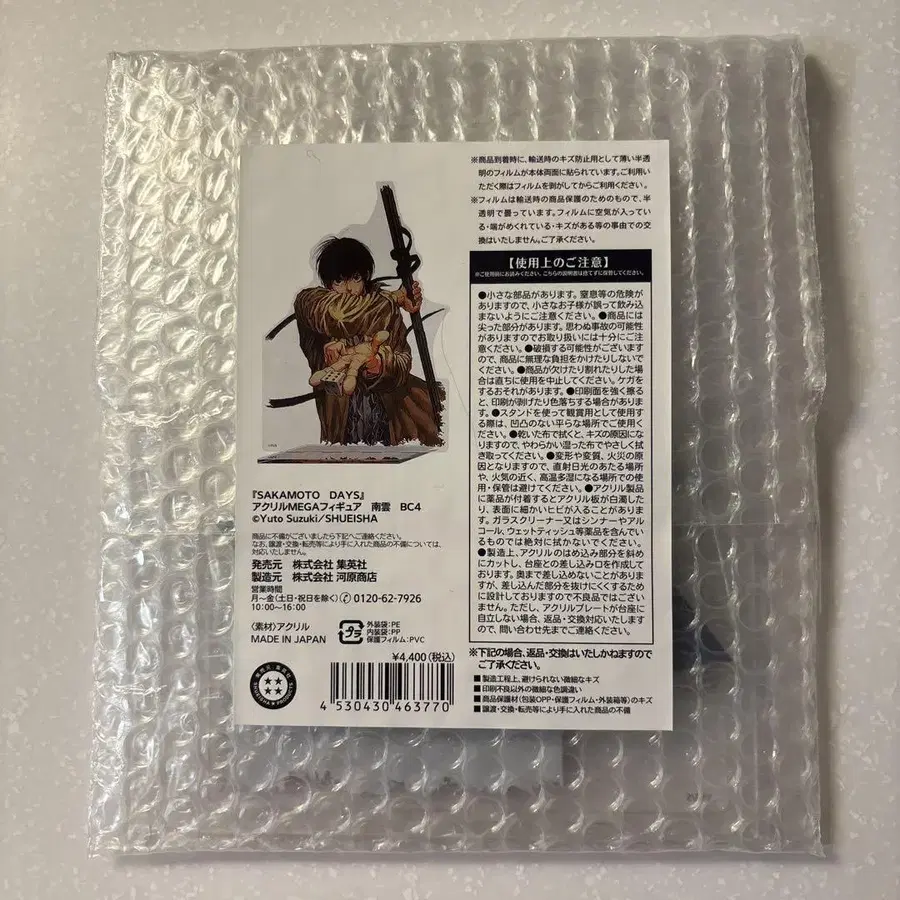 ※商品到着時に、輸送時のキズ防止用として薄い半透
明のフィルムが本体両面に貼られています。ご利用い
ただく際はフィルムを剥がしてからご利用ください。
※フィルムは輸送時の商品保護のためのもので、半
透明で曇っています。フィルムに空気が入ってい
る・端がめくれている・キズがある等の事由での交
換はいたしません。ご了承ください。
【使用上のご注意】
※ご使用前にお読みください。こちらの説明書は捨てずに保管してください。
●小さな部品があります。窒息等の危険が
ありますので、小さなお子様が誤って飲み込
まないようにご注意ください。●商品には
尖った部分があります。思わぬ事故の可能性
がありますのでお取り扱いには十分にご注
意ください。●破損する可能性がございます
ので、商品に無理な負担をかけたりしないで
ください。●商品が欠けたり割れたりした場
合は直ちに使用を中止してください。ケガを
するおそれがあります。●印刷面を強く擦る
と、印刷が剥げたり色落ちする場合がありま
す。●スタンドを使って観賞用として使用す
る際は、凹凸のない平らな場所でご使用くだ
さい。●乾いた布で拭くと、キズの原因にな
りますので、やわらかい湿った布でやさしく拭
き取ってください。●変形や変質、火災の原
因となりますので、直射日光のあたる場所
や、火気の近く、高温多湿になる場所での使
用・保管は避けてください。●アクリル製品
に薬品が付着するとアクリル板が白濁した
り、表面に細かいヒビが入ることがありま
す。ガラスクリーナー又はシンナーやアル
コール、ウェットティッシュ等薬品を含んでい
るものでは絶対に拭かないでください。
●製造上、アクリルのはめ込み部分を斜め
にカットし、台座との差し込み口を作成して
おります。奥まで差し込めないことがありま
すが、差し込んだ部分を抜けにくくするため
に設計しておりますので不良品ではござい
ません。ただし、アクリルプレートが台座に
自立しない場合、返品・交換対応いたします
ので、問い合わせ先までご連絡ください。
※下記の場合、返品・交換はいたしかねますので
ご了承ください。
■製造工程上、避けられない微細なキズ
■印刷不良以外の微細な色調違い
■商品保護材(包装OPP・保護フィルム・外装箱等)のキズ
■譲渡・交換・転売等により手に入れた商品の不備
『SAKAMOTO DAYS』
アクリルMEGAフィギュア 南雲 BC4
©Yuto Suzuki/SHUEISHA
商品に不備がございましたら下記へご連絡ください。
なお、譲渡・交換・転売等により手に入れた商品の不備については、
対応いたしません。
発売元 株式会社 集英社
製造元 株式会社 河原商店
営業時間
月〜金(土日・祝日を除く) 0120-62-7926
10:00〜16:00
〈素材〉アクリル
MADE IN JAPAN
プラ
外装袋:PE
内装袋:PP
保護フィルム:PVC
¥4,400(税込)
4 530430 463770